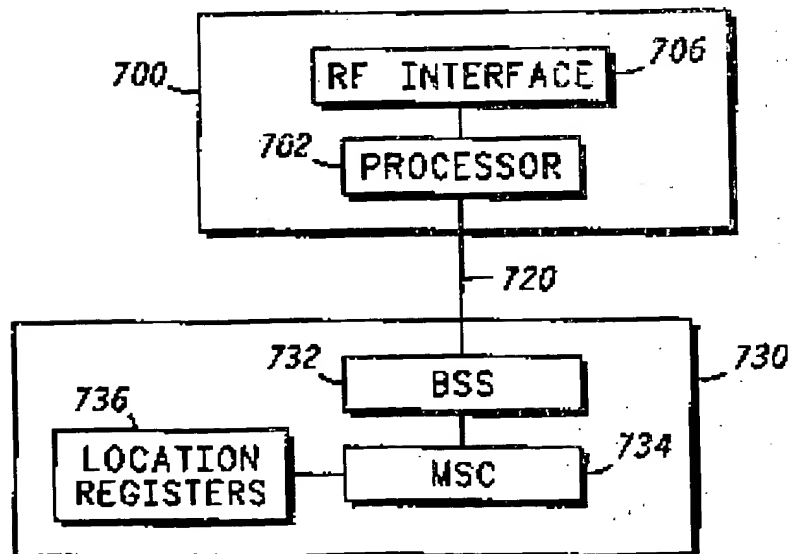 700
RF INTERFACE
706
702
PROCESSOR
720
732
BSS
730
736
LOCATION
REGISTERS
MSC
734